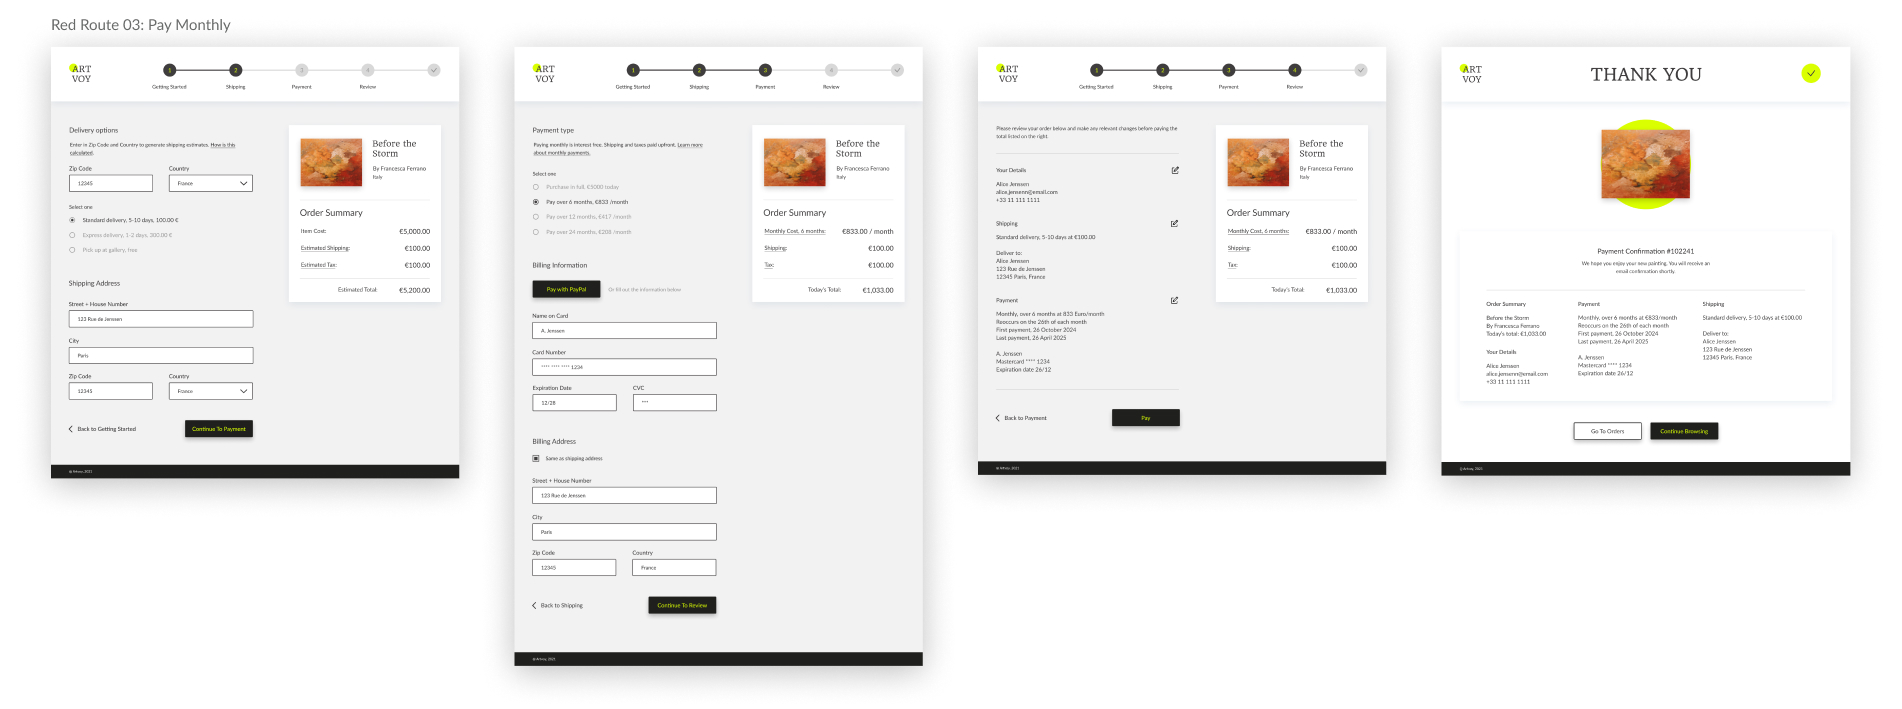 Red Route 03: Pay Monthly
ART
VOY
1
2
3
4
Getting Started
Shipping
Payment
Review
Delivery options
Enter in Zip Code and Country to generate shipping estimates. How is this
calculated.
Zip Code
Country
12345
France
Select one
Standard delivery, 5-10 days, 100.00 €
Express delivery, 1-2 days, 300.00 €
Pick up at gallery, free
Shipping Address
Street + House Number
123 Rue de Jenssen
City
Paris
Zip Code
Country
12345
France
Back to Getting Started
Continue To Payment
Before the
Storm
By Francesca Ferrano
Italy
Order Summary
Item Cost:
€5,000.00
Estimated Shipping:
€100.00
Estimated Tax:
€100.00
Estimated Total:
€5,200.00
© Artvoy, 2021
ART
VOY
1
2
3
4
Getting Started
Shipping
Payment
Review
Payment type
Paying monthly is interest free. Shipping and taxes paid upfront. Learn more
about monthly payments.
Select one
Purchase in full, €5000 today
Pay over 6 months, €833 /month
Pay over 12 months, €417 /month
Pay over 24 months, €208 /month
Billing Information
Pay with PayPal
Or fill out the information below
Name on Card
A. Jenssen
Card Number
**** **** **** 1234
Expiration Date
CVC
12/28
***
Billing Address
Same as shipping address
Street + House Number
123 Rue de Jenssen
City
Paris
Zip Code
Country
12345
France
Back to Shipping
Continue To Review
Before the
Storm
By Francesca Ferrano
Italy
Order Summary
Monthly Cost, 6 months:
€833.00 / month
Shipping:
€100.00
Tax:
€100.00
Today's Total:
€1,033.00
© Artvoy, 2021
ART
VOY
1
2
3
4
Getting Started
Shipping
Payment
Review
Please review your order below and make any relevant changes before paying the
total listed on the right.
Your Details
Alice Jenssen
alice.jensenn@email.com
+33 11 111 1111
Shipping
Standard delivery, 5-10 days at €100.00
Deliver to:
Alice Jenssen
123 Rue de Jenssen
12345 Paris, France
Payment
Monthly, over 6 months at 833 Euro/month
Reoccurs on the 26th of each month
First payment, 26 October 2024
Last payment, 26 April 2025
A. Jenssen
Mastercard **** 1234
Expiration date 26/12
Back to Payment
Pay
Before the
Storm
By Francesca Ferrano
Italy
Order Summary
Monthly Cost, 6 months:
€833.00 / month
Shipping:
€100.00
Tax:
€100.00
Today's Total:
€1,033.00
© Artvoy, 2021
ART
VOY
THANK YOU
Payment Confirmation #102241
We hope you enjoy your new painting. You will receive an
email confirmation shortly.
Order Summary
Before the Storm
By Francesca Ferrano
Today's total: €1,033.00
Your Details
Alice Jenssen
alice.jensenn@email.com
+33 11 111 1111
Payment
Monthly, over 6 months at €833/month
Reoccurs on the 26th of each month
First payment, 26 October 2024
Last payment, 26 April 2025
A. Jenssen
Mastercard **** 1234
Expiration date 26/12
Shipping
Standard delivery, 5-10 days at €100.00
Deliver to:
Alice Jenssen
123 Rue de Jenssen
12345 Paris, France
Go To Orders
Continue Browsing
© Artvoy, 2021